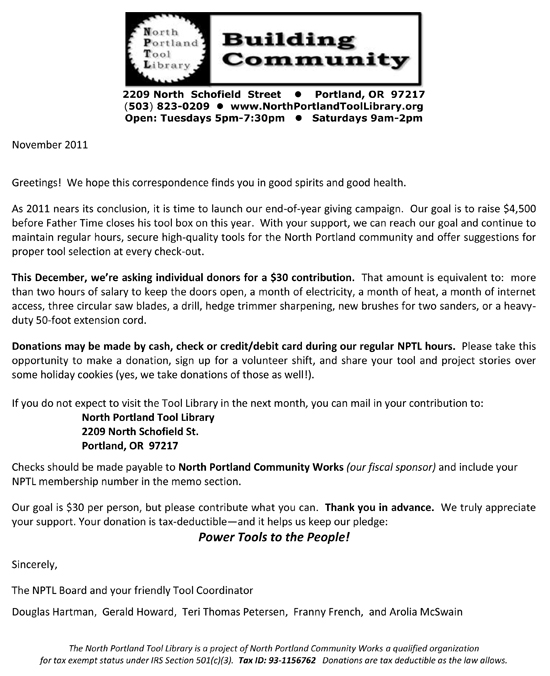 North
Portland
Tool
Library
Building
Community
2209 North Schofield Street ● Portland, OR 97217
(503) 823-0209 ● www.NorthPortlandToolLibrary.org
Open: Tuesdays 5pm-7:30pm ● Saturdays 9am-2pm
November 2011
Greetings! We hope this correspondence finds you in good spirits and good health.
As 2011 nears its conclusion, it is time to launch our end-of-year giving campaign. Our goal is to raise $4,500
before Father Time closes his tool box on this year. With your support, we can reach our goal and continue to
maintain regular hours, secure high-quality tools for the North Portland community and offer suggestions for
proper tool selection at every check-out.
This December, we're asking individual donors for a $30 contribution. That amount is equivalent to: more
than two hours of salary to keep the doors open, a month of electricity, a month of heat, a month of internet
access, three circular saw blades, a drill, hedge trimmer sharpening, new brushes for two sanders, or a heavy-
duty 50-foot extension cord.
Donations may be made by cash, check or credit/debit card during our regular NPTL hours. Please take this
opportunity to make a donation, sign up for a volunteer shift, and share your tool and project stories over
some holiday cookies (yes, we take donations of those as well!).
If you do not expect to visit the Tool Library in the next month, you can mail in your contribution to:
North Portland Tool Library
2209 North Schofield St.
Portland, OR 97217
Checks should be made payable to North Portland Community Works (our fiscal sponsor) and include your
NPTL membership number in the memo section.
Our goal is $30 per person, but please contribute what you can. Thank you in advance. We truly appreciate
your support. Your donation is tax-deductible—and it helps us keep our pledge:
Power Tools to the People!
Sincerely,
The NPTL Board and your friendly Tool Coordinator
Douglas Hartman, Gerald Howard, Teri Thomas Petersen, Franny French, and Arolia McSwain
The North Portland Tool Library is a project of North Portland Community Works a qualified organization
for tax exempt status under IRS Section 501(c)(3). Tax ID: 93-1156762 Donations are tax deductible as the law allows.